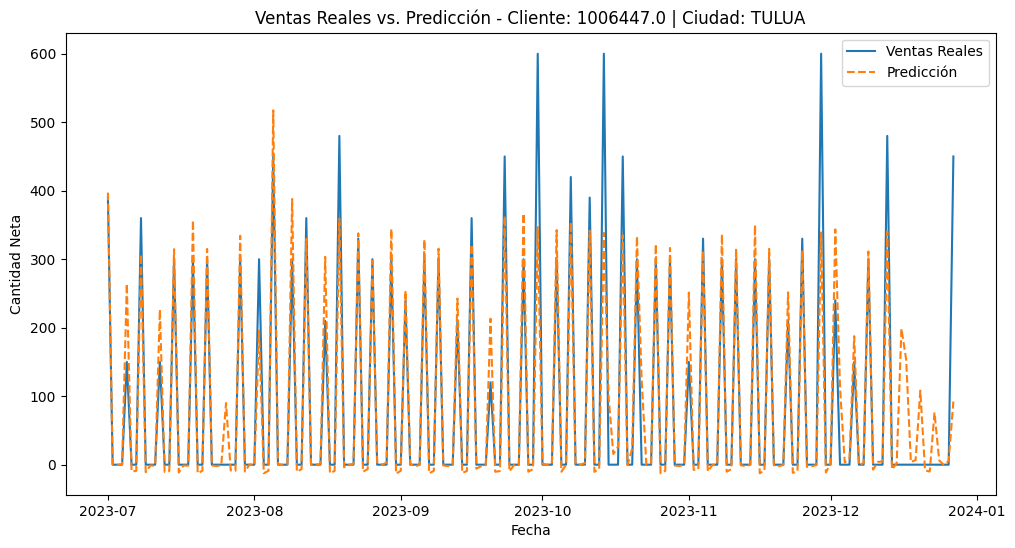 Ventas Reales vs. Predicción - Cliente: 1006447.0 | Ciudad: TULUA
Ventas Reales
Predicción
Cantidad Neta
600
500
400
300
200
100
0
2023-07
2023-08
2023-09
2023-10
2023-11
2023-12
2024-01
Fecha